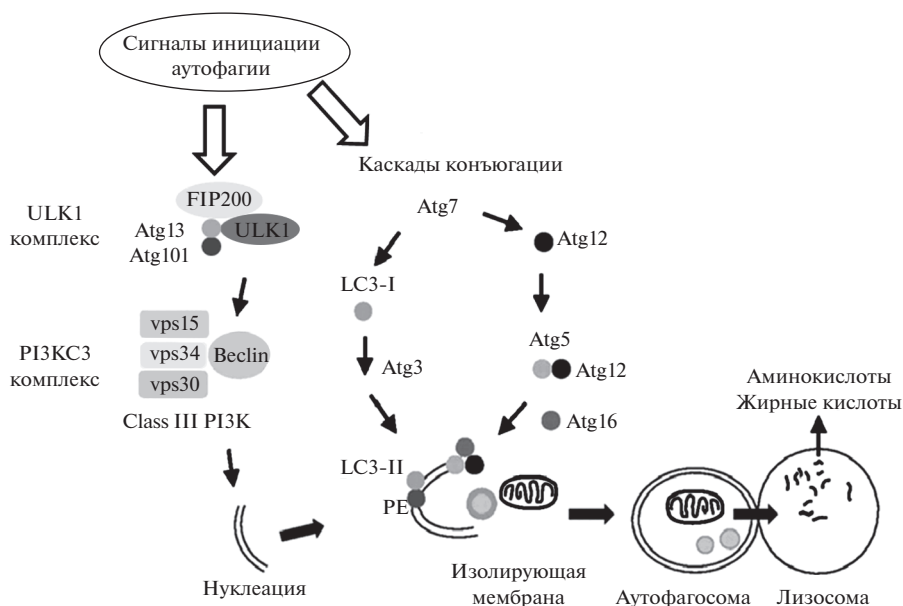 Сигналы инициации
аутофагии
Каскады конъюгации
FIP200
ULK1
комплекс
Atg13
ULK1
Atg101
Atg7
Atg12
LC3-I
vps15
PI3KC3
комплекс
vps34
Beclin
vps30
Class III PI3K
Atg3
Atg5
Atg12
Atg16
Аминокислоты
Жирные кислоты
LC3-II
PE
Нуклеация
Изолирующая
мембрана
Аутофагосома
Лизосома